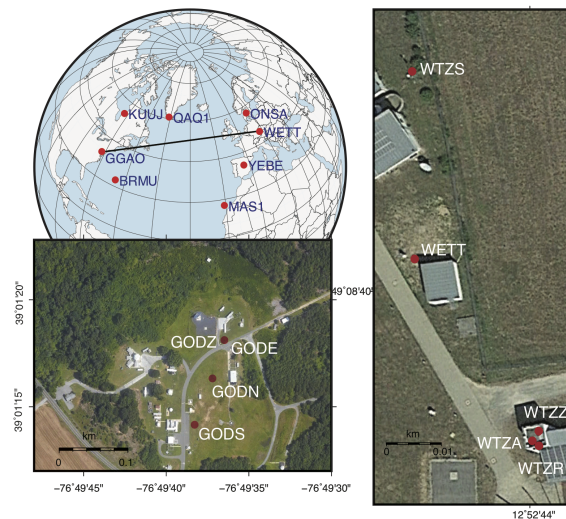 WTZS
KUUJ
QAQ1
ONSA
WETT
GGAO
YEBE
BRMU
MAS1
WETT
39°01'20"
49°08'40"
GODZ
GODE
GODN
39°01'15"
GODS
km
0 0.1
−76°49'45" −76°49'40" −76°49'35" −76°49'30"
WTZZ
km
0 0.01
WTZA
WTZR
12°52'44"